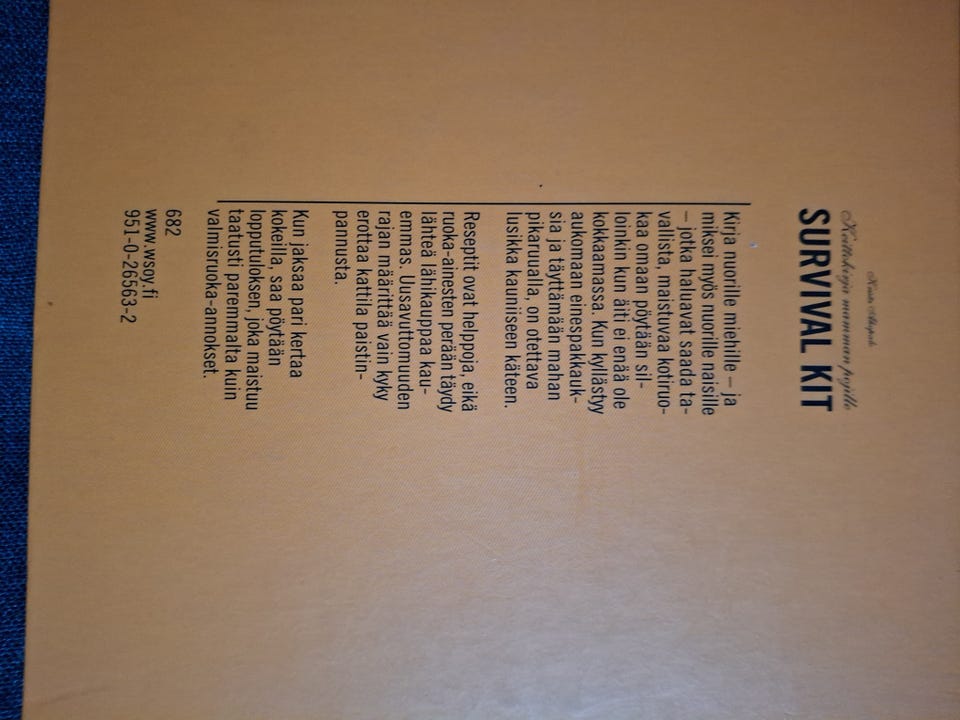 Keittokirja mamman pojille
SURVIVAL KIT
Kirja nuorille miehille – ja
miksei myös nuorille naisille
– jotka haluavat saada ta-
vallista, maistuvaa kotiruo-
kaa omaan pöytään sil-
loinkin kun äiti ei enää ole
kokkaamassa. Kun kyllästyy
aukomaan einespakkauk-
sia ja täyttämään mahan
pikaruualla, on otettava
lusikka kauniiseen käteen.
Reseptit ovat helppoja, eikä
ruoka-ainesten perään täydy
lähteä lähikauppaa kau-
emmas. Uusavuttomuuden
rajan määrittää vain kyky
erottaa kattila paistin-
pannusta.
Kun jaksaa pari kertaa
kokeilla, saa pöytään
lopputuloksen, joka maistuu
taatusti paremmalta kuin
valmisruoka-annokset.
682
www.wsoy.fi
951-0-26563-2